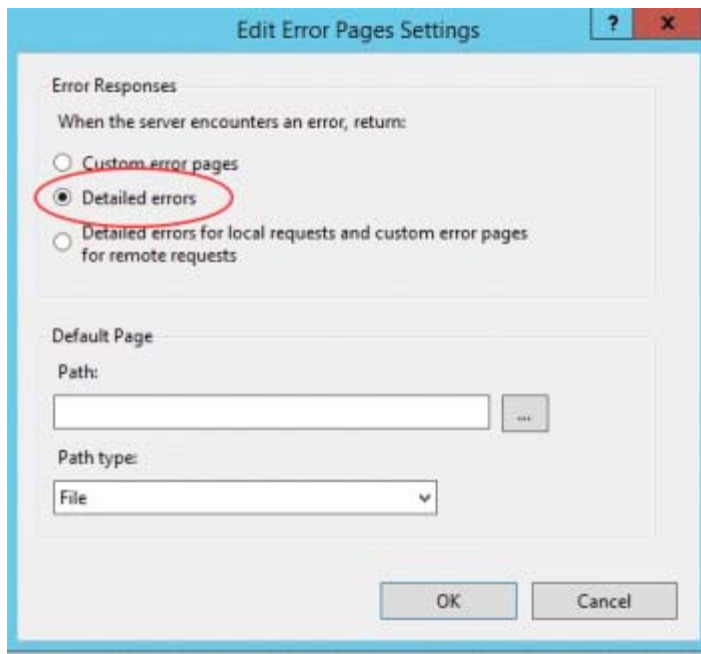 Edit Error Pages Settings
?
x
Error Responses
When the server encounters an error, return:
Custom error pages
Detailed errors
Detailed errors for local requests and custom error pages
for remote requests
Default Page
Path:
...
Path type:
File
OK
Cancel